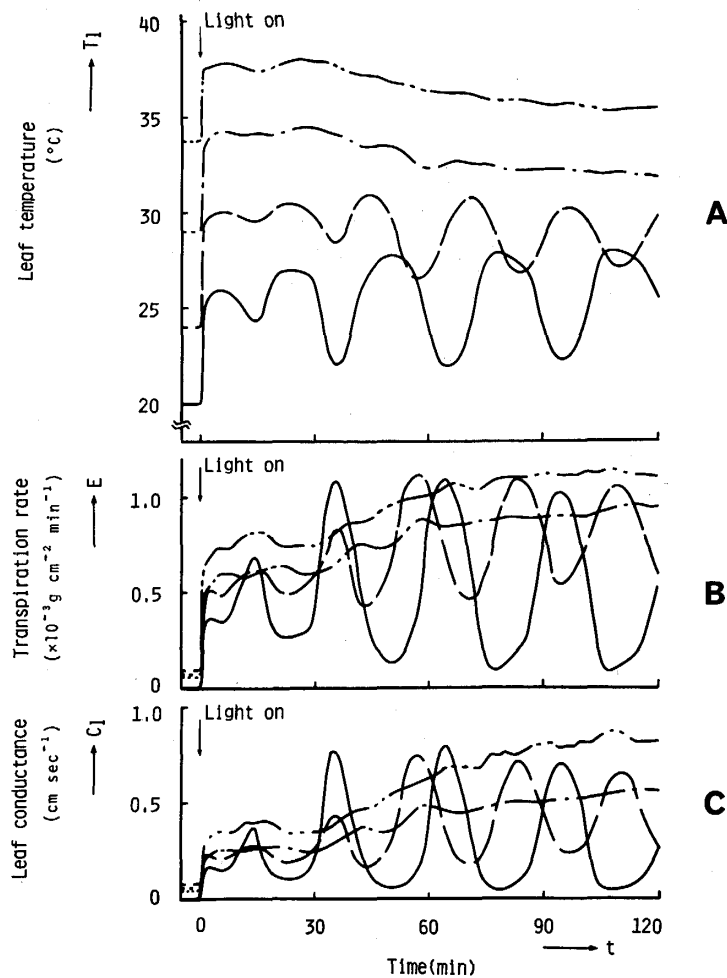 Light on
→ T₁
Leaf temperature
(°C)
40
35
30
25
20
A
Light on
→ E
Transpiration rate
(×10⁻³g cm⁻² min⁻¹)
1.0
0.5
0
B
Light on
→ C₁
Leaf conductance
(cm sec⁻¹)
1.0
0.5
0
C
0 30 60 90 120
→ t
Time(min)